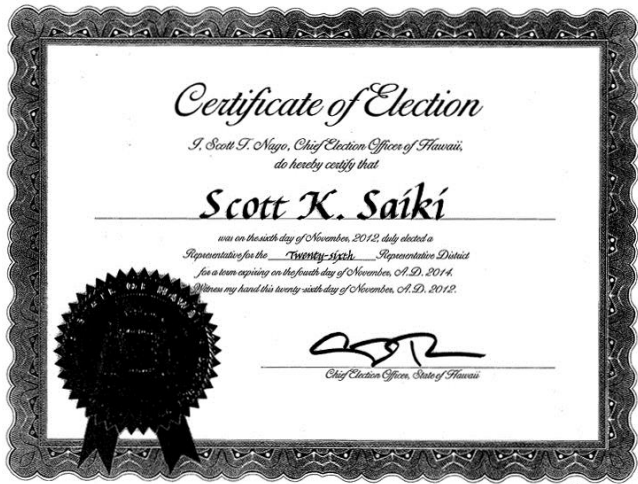 Certificate of Election
I, Scott T. Nago, Chief Election Officer of Hawaii,
do hereby certify that
Scott K. Saiki
was on the sixth day of November, 2012, duly elected a
Representative for the Twenty-sixth Representative District
for a term expiring on the fourth day of November, A.D. 2014.
Witness my hand this twenty-sixth day of November, A.D. 2012.
Chief Election Officer, State of Hawaii
STATE OF HAWAII